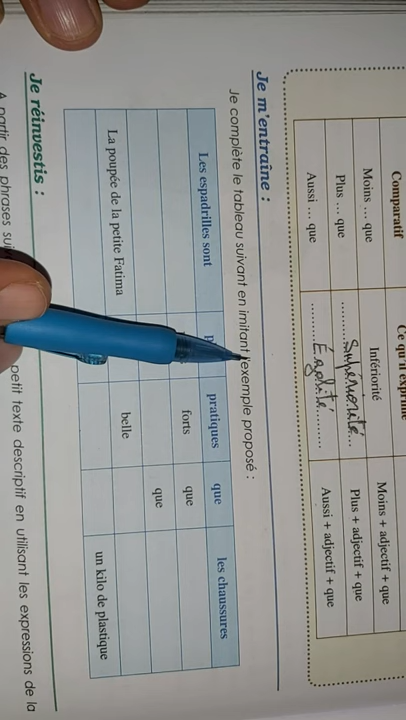 Comparatif Ce qu'il exprime
Moins ... que Infériorité Moins + adjectif + que
Plus ... que Supériorité Plus + adjectif + que
Aussi ... que Égalité Aussi + adjectif + que
Je m'entraîne :
Je complète le tableau suivant en imitant l'exemple proposé :
Les espadrilles sont pratiques que les chaussures
forts que
que
La poupée de la petite Fatima belle
un kilo de plastique
Je réinvestis :
A partir des phrases petit texte descriptif en utilisant les expressions de la